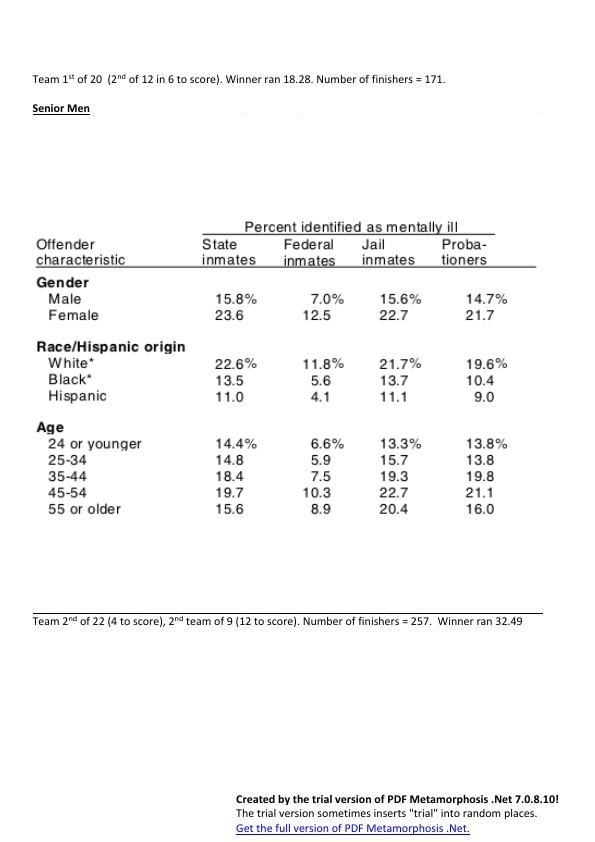 Team 1st of 20 (2nd of 12 in 6 to score). Winner ran 18.28. Number of finishers = 171.
Senior Men
Percent identified as mentally ill
Offender State Federal Jail Proba-
characteristic inmates inmates inmates tioners
Gender
Male 15.8% 7.0% 15.6% 14.7%
Female 23.6 12.5 22.7 21.7
Race/Hispanic origin
White* 22.6% 11.8% 21.7% 19.6%
Black* 13.5 5.6 13.7 10.4
Hispanic 11.0 4.1 11.1 9.0
Age
24 or younger 14.4% 6.6% 13.3% 13.8%
25-34 14.8 5.9 15.7 13.8
35-44 18.4 7.5 19.3 19.8
45-54 19.7 10.3 22.7 21.1
55 or older 15.6 8.9 20.4 16.0
Team 2nd of 22 (4 to score), 2nd team of 9 (12 to score). Number of finishers = 257. Winner ran 32.49
Created by the trial version of PDF Metamorphosis .Net 7.0.8.10!
The trial version sometimes inserts "trial" into random places.
Get the full version of PDF Metamorphosis .Net.